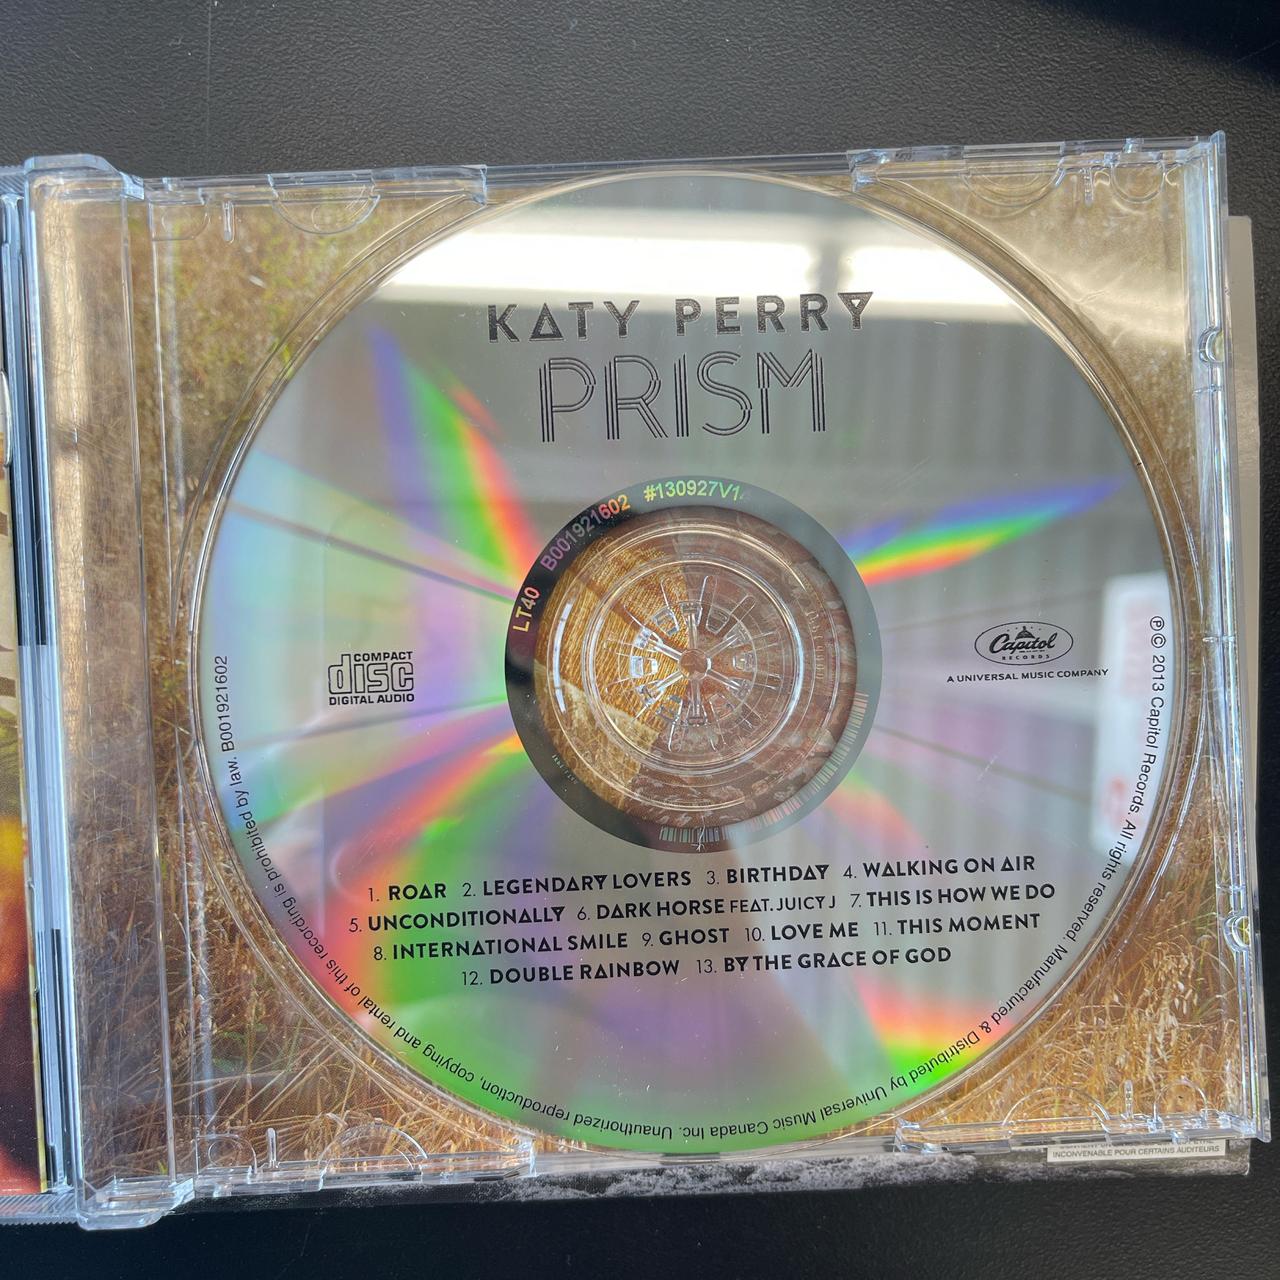 KATY PERRY
PRISM
LT40 B001921602 #130927V1
COMPACT
disc
DIGITAL AUDIO
Capitol
RECORDS
A UNIVERSAL MUSIC COMPANY
1. ROAR 2. LEGENDARY LOVERS 3. BIRTHDAY 4. WALKING ON AIR
5. UNCONDITIONALLY 6. DARK HORSE FEAT. JUICY J 7. THIS IS HOW WE DO
8. INTERNATIONAL SMILE 9. GHOST 10. LOVE ME 11. THIS MOMENT
12. DOUBLE RAINBOW 13. BY THE GRACE OF GOD
℗© 2013 Capitol Records. All rights reserved. Manufactured & Distributed by Universal Music Canada Inc. Unauthorized reproduction, copying and rental of this recording is prohibited by law. B001921602
INCONVENABLE POUR CERTAINS AUDITEURS